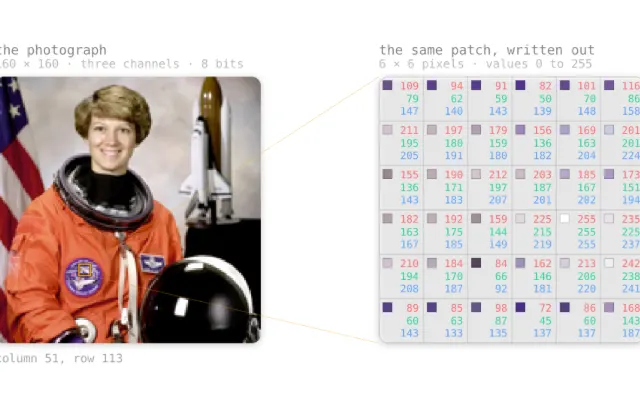 the photograph
160 × 160 · three channels · 8 bits
column 51, row 113
the same patch, written out
6 × 6 pixels · values 0 to 255
109 94 91 82 101 116
79 62 59 50 70 86
147 140 143 139 148 158
211 197 179 156 169 201
195 180 159 136 163 201
205 191 180 182 204 224
155 190 212 203 185 173
136 171 197 187 167 151
143 183 207 201 202 194
182 192 159 225 255 235
163 175 144 215 255 225
167 185 149 219 255 237
210 184 84 162 213 242
194 170 66 146 206 238
208 187 92 181 220 241
89 85 98 72 86 168
60 63 87 45 60 143
143 133 135 137 137 187